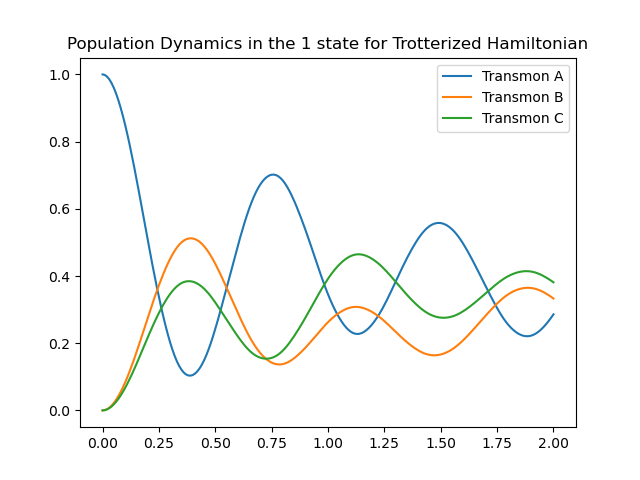 Population Dynamics in the 1 state for Trotterized Hamiltonian
1.0
0.8
0.6
0.4
0.2
0.0
Transmon A
Transmon B
Transmon C
0.00 0.25 0.50 0.75 1.00 1.25 1.50 1.75 2.00